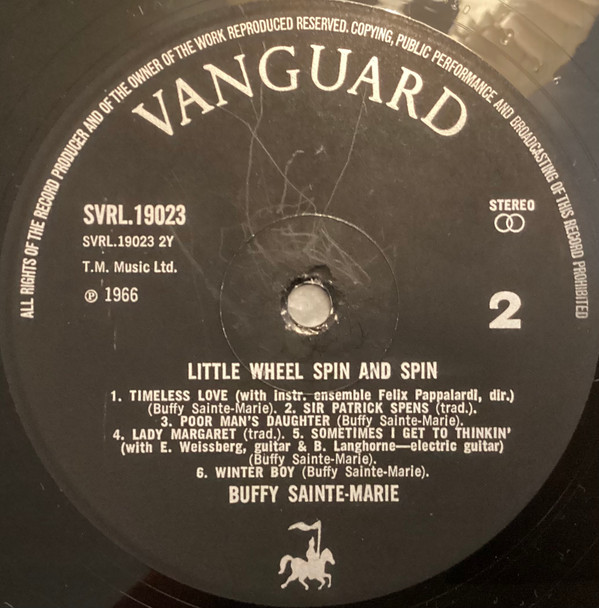 ALL RIGHTS OF THE RECORD PRODUCER AND OF THE OWNER OF THE WORK REPRODUCED RESERVED. COPYING, PUBLIC PERFORMANCE AND BROADCASTING OF THIS RECORD PROHIBITED
VANGUARD
SVRL.19023
SVRL.19023 2Y
T.M. Music Ltd.
℗ 1966
STEREO
2
LITTLE WHEEL SPIN AND SPIN
1. TIMELESS LOVE (with instr. ensemble Felix Pappalardi, dir.)
(Buffy Sainte-Marie). 2. SIR PATRICK SPENS (trad.).
3. POOR MAN'S DAUGHTER (Buffy Sainte-Marie).
4. LADY MARGARET (trad.). 5. SOMETIMES I GET TO THINKIN'
(with E. Weissberg, guitar & B. Langhorne—electric guitar)
(Buffy Sainte-Marie).
6. WINTER BOY (Buffy Sainte-Marie).
BUFFY SAINTE-MARIE